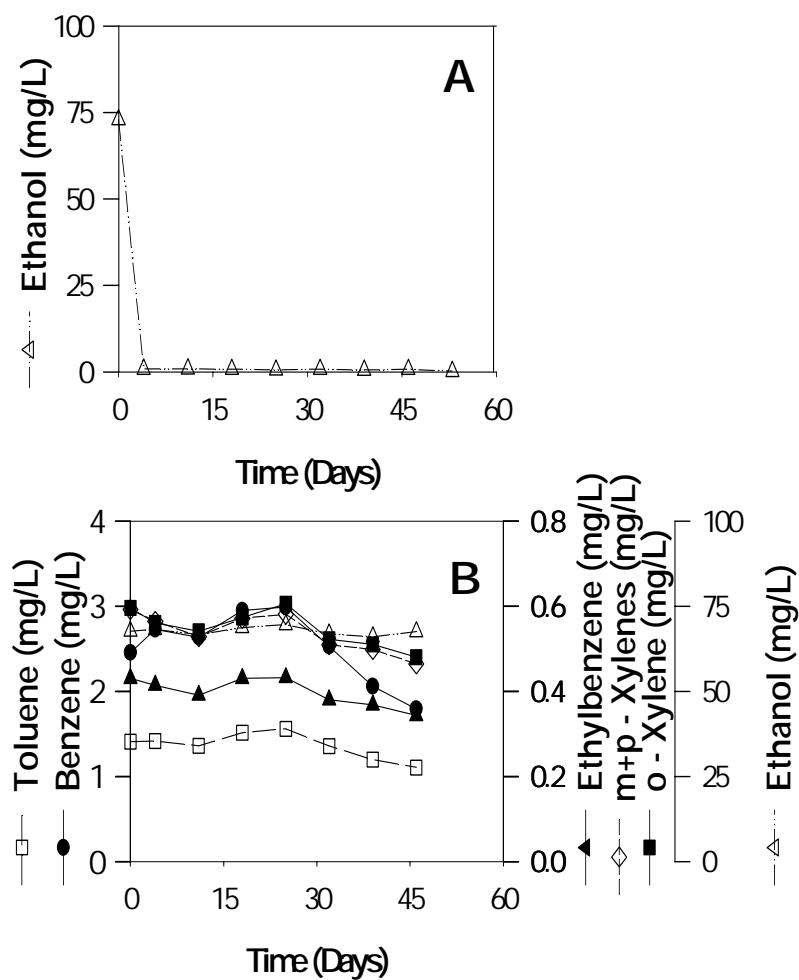 100
75
50
25
0
Ethanol (mg/L)
A
0 15 30 45 60
Time (Days)
4
3
2
1
0
Toluene (mg/L)
Benzene (mg/L)
B
0.8
0.6
0.4
0.2
0.0
Ethylbenzene (mg/L)
m+p - Xylenes (mg/L)
o - Xylene (mg/L)
100
75
50
25
0
Ethanol (mg/L)
0 15 30 45 60
Time (Days)